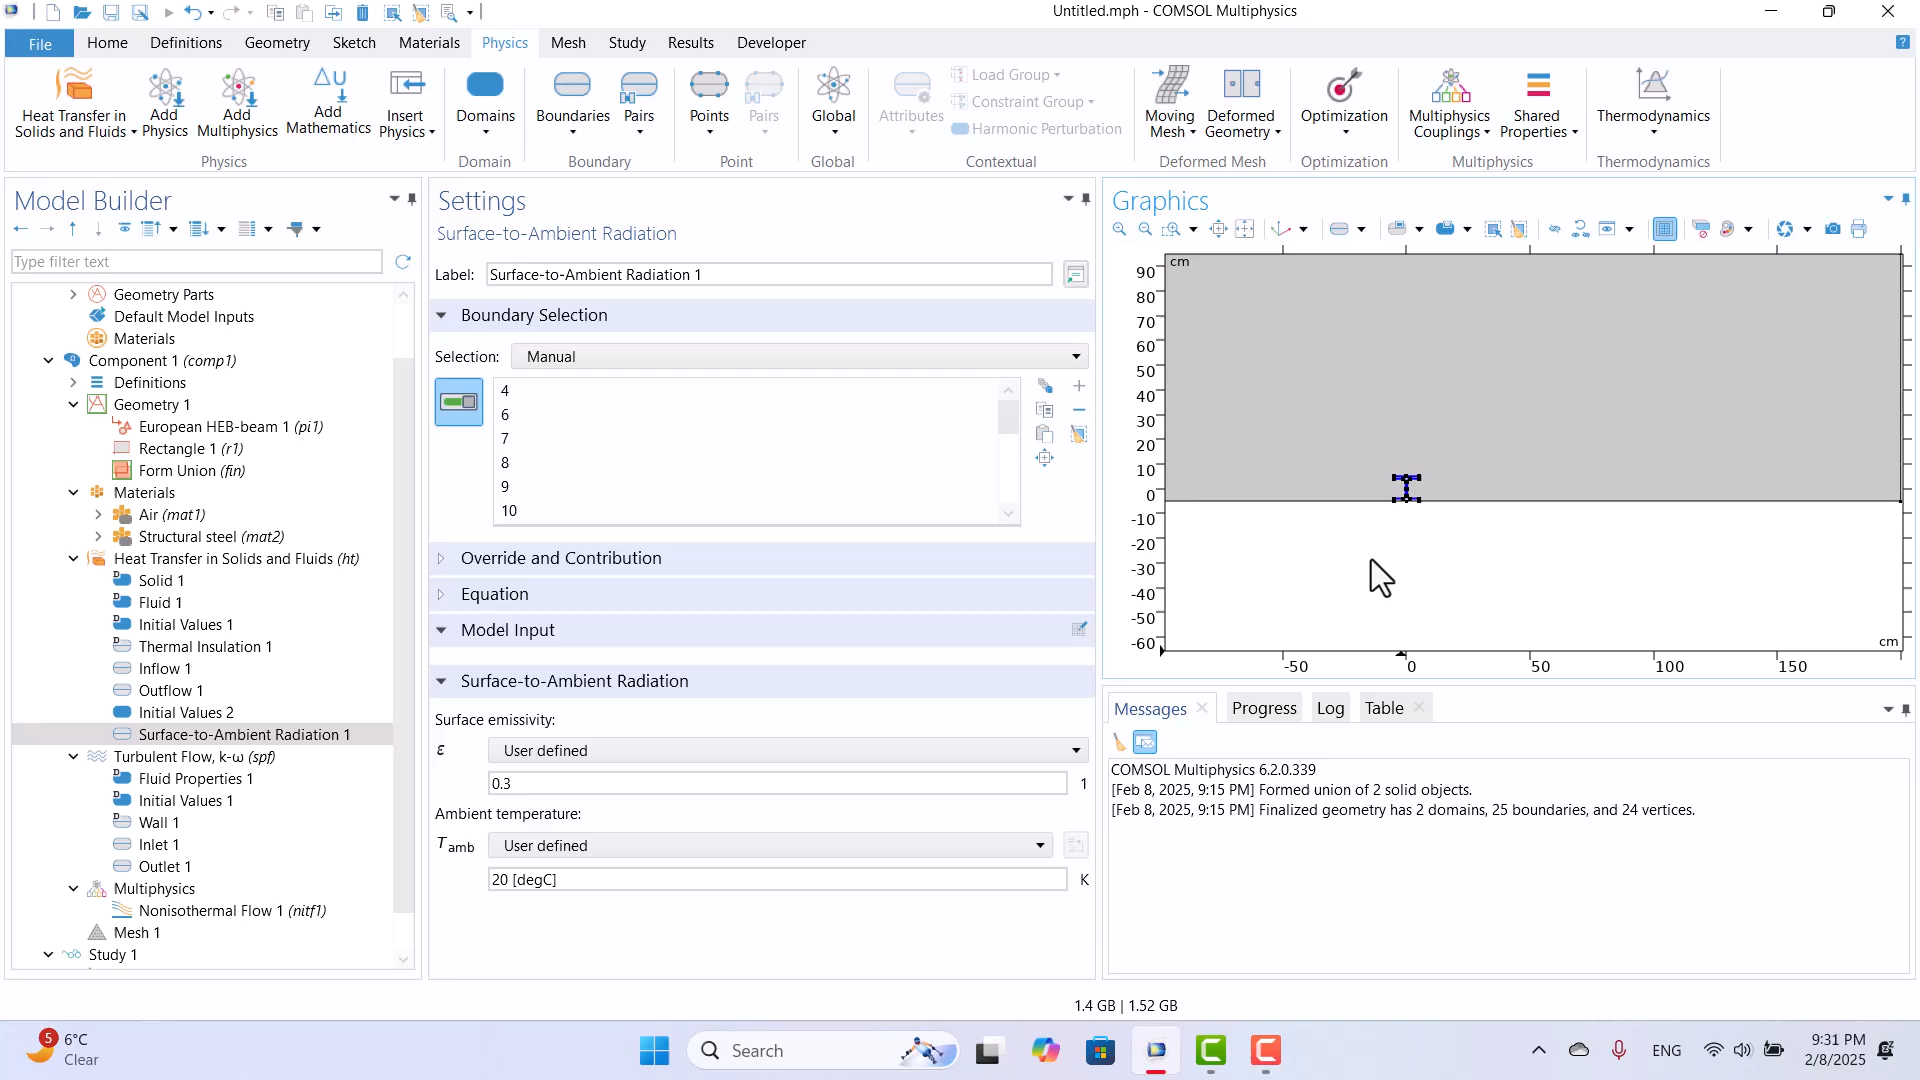 Untitled.mph - COMSOL Multiphysics
File Home Definitions Geometry Sketch Materials Physics Mesh Study Results Developer
Heat Transfer in Solids and Fluids
Add Physics
Add Multiphysics
Add Mathematics
Insert Physics
Physics
Domains
Domain
Boundaries
Pairs
Boundary
Points
Pairs
Point
Global
Global
Attributes
Load Group
Constraint Group
Harmonic Perturbation
Contextual
Moving Mesh
Deformed Geometry
Deformed Mesh
Optimization
Optimization
Multiphysics Couplings
Shared Properties
Multiphysics
Thermodynamics
Thermodynamics
Model Builder
Type filter text
Geometry Parts
Default Model Inputs
Materials
Component 1 (comp1)
Definitions
Geometry 1
European HEB-beam 1 (pi1)
Rectangle 1 (r1)
Form Union (fin)
Materials
Air (mat1)
Structural steel (mat2)
Heat Transfer in Solids and Fluids (ht)
Solid 1
Fluid 1
Initial Values 1
Thermal Insulation 1
Inflow 1
Outflow 1
Initial Values 2
Surface-to-Ambient Radiation 1
Turbulent Flow, k-ω (spf)
Fluid Properties 1
Initial Values 1
Wall 1
Inlet 1
Outlet 1
Multiphysics
Nonisothermal Flow 1 (nitf1)
Mesh 1
Study 1
Settings
Surface-to-Ambient Radiation
Label: Surface-to-Ambient Radiation 1
Boundary Selection
Selection: Manual
4
6
7
8
9
10
Override and Contribution
Equation
Model Input
Surface-to-Ambient Radiation
Surface emissivity:
ε User defined
0.3 1
Ambient temperature:
Tamb User defined
20 [degC] K
Graphics
cm
90
80
70
60
50
40
30
20
10
0
-10
-20
-30
-40
-50
-60
cm
-50 0 50 100 150
Messages Progress Log Table
COMSOL Multiphysics 6.2.0.339
[Feb 8, 2025, 9:15 PM] Formed union of 2 solid objects.
[Feb 8, 2025, 9:15 PM] Finalized geometry has 2 domains, 25 boundaries, and 24 vertices.
1.4 GB | 1.52 GB
5
6°C
Clear
Search
ENG
9:31 PM
2/8/2025